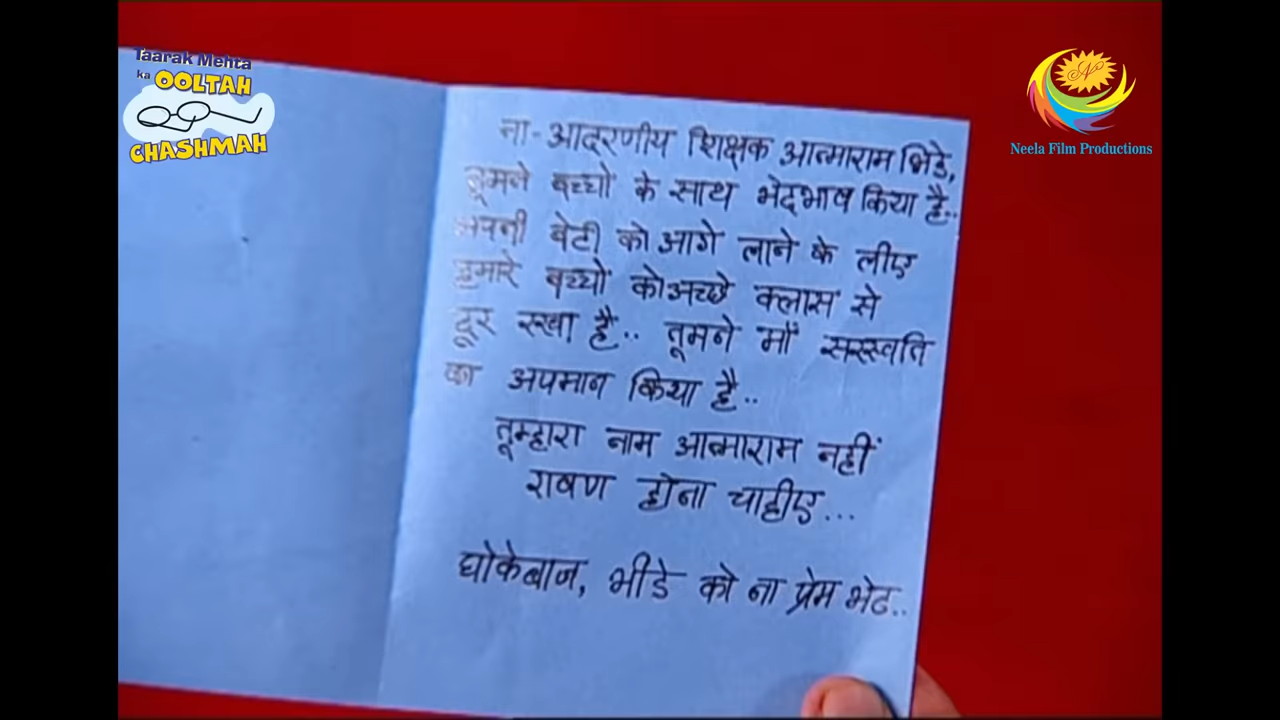 Taarak Mehta
ka OOLTAH
CHASHMAH
Neela Film Productions
ना-आदरणीय शिक्षक आत्माराम भिडे,
तूमने बच्चो के साथ भेदभाव किया है..
अपनी बेटी को आगे लाने के लीए
हमारे बच्चों को अच्छे क्लास से
दूर रखा है.. तूमने माँ सरस्वति
का अपमान किया है..
तूम्हारा नाम आत्माराम नहीं
रावण होना चाहीए...
धोकेबाज, भीडे को ना प्रेम भेट..